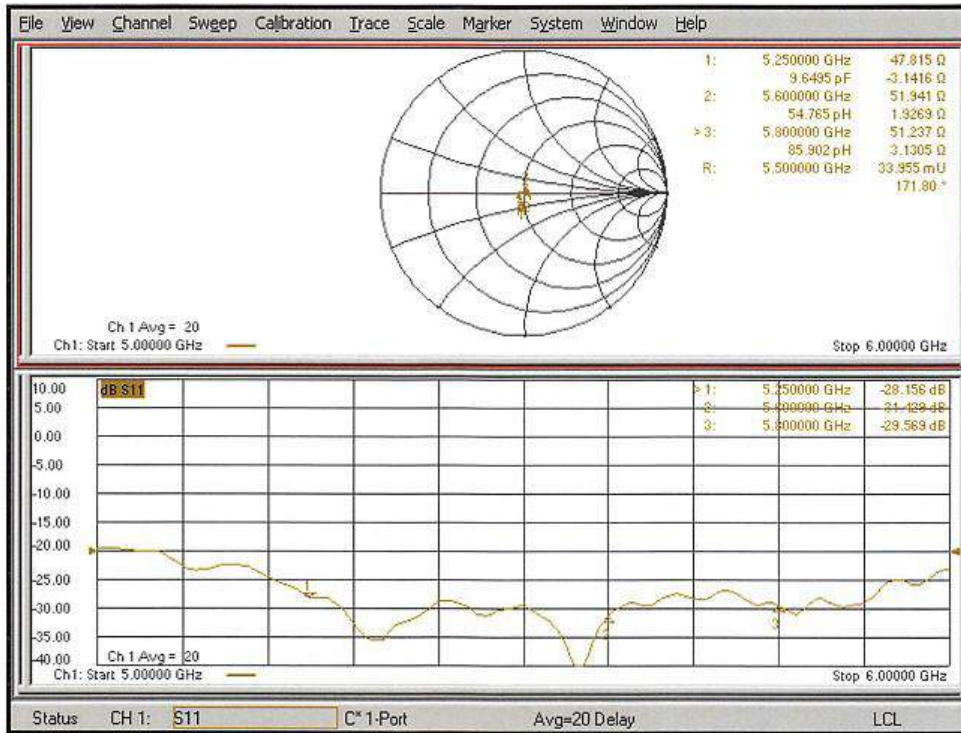 File View Channel Sweep Calibration Trace Scale Marker System Window Help
1: 5.250000 GHz 47.815 Ω
9.6495 pF -3.1416 Ω
2: 5.600000 GHz 51.941 Ω
54.765 pH 1.9269 Ω
> 3: 5.800000 GHz 51.237 Ω
85.902 pH 3.1305 Ω
R: 5.500000 GHz 33.955 mU
171.80 °
Ch 1 Avg = 20
Ch1: Start 5.00000 GHz Stop 6.00000 GHz
10.00 dB S11 > 1: 5.250000 GHz -28.156 dB
5.00 2: 5.600000 GHz
3: 5.800000 GHz -29.569 dB
0.00
-5.00
-10.00
-15.00
-20.00
-25.00
1
-30.00
3
-35.00
-40.00
Ch 1 Avg = 20
Ch1: Start 5.00000 GHz Stop 6.00000 GHz
Status CH 1: S11 C* 1-Port Avg=20 Delay LCL